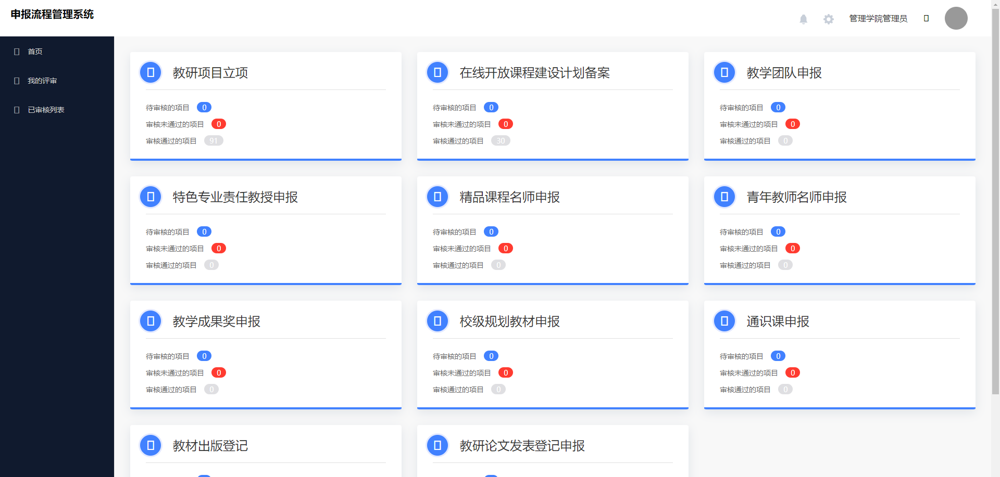 申报流程管理系统
管理学院管理员
首页
我的评审
已审核列表
教研项目立项
待审核的项目 0
审核未通过的项目 0
审核通过的项目 91
在线开放课程建设计划备案
待审核的项目 0
审核未通过的项目 0
审核通过的项目 30
教学团队申报
待审核的项目 0
审核未通过的项目 0
审核通过的项目 0
特色专业责任教授申报
待审核的项目 0
审核未通过的项目 0
审核通过的项目 0
精品课程名师申报
待审核的项目 0
审核未通过的项目 0
审核通过的项目 0
青年教师名师申报
待审核的项目 0
审核未通过的项目 0
审核通过的项目 0
教学成果奖申报
待审核的项目 0
审核未通过的项目 0
审核通过的项目 0
校级规划教材申报
待审核的项目 0
审核未通过的项目 0
审核通过的项目 0
通识课申报
待审核的项目 0
审核未通过的项目 0
审核通过的项目 0
教材出版登记
教研论文发表登记申报